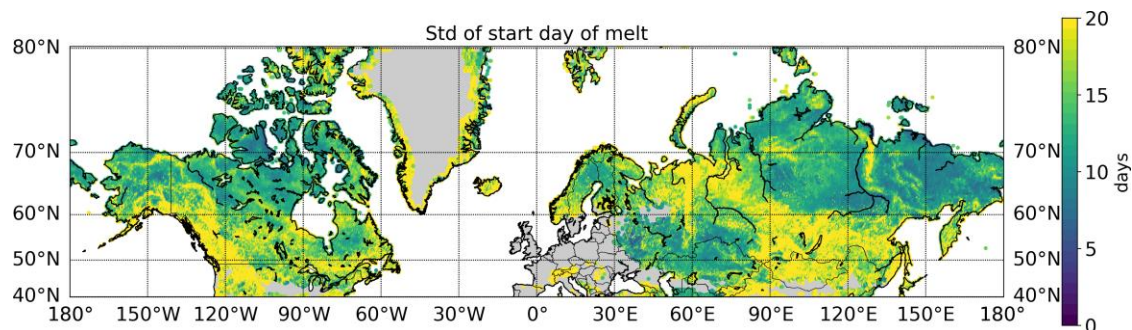 Std of start day of melt
20
80°N 80°N
15
70°N 70°N
10
days
60°N 60°N
5
50°N 50°N
40°N 40°N
0
180° 150°W 120°W 90°W 60°W 30°W 0° 30°E 60°E 90°E 120°E 150°E 180°